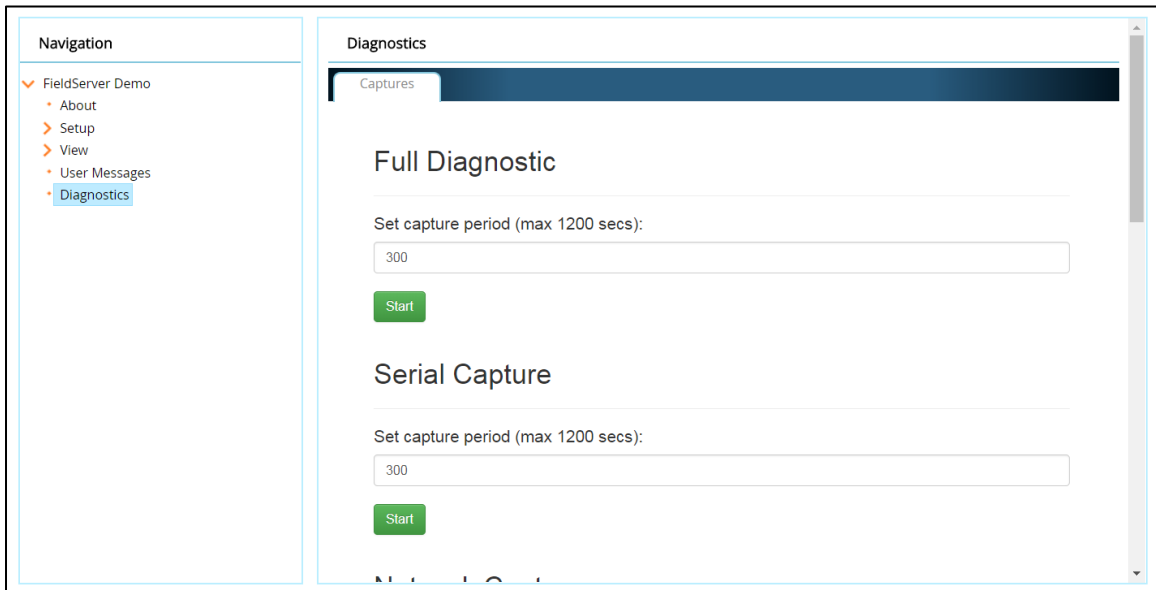 Navigation
FieldServer Demo
About
Setup
View
User Messages
Diagnostics
Diagnostics
Captures
Full Diagnostic
Set capture period (max 1200 secs):
300
Start
Serial Capture
Set capture period (max 1200 secs):
300
Start